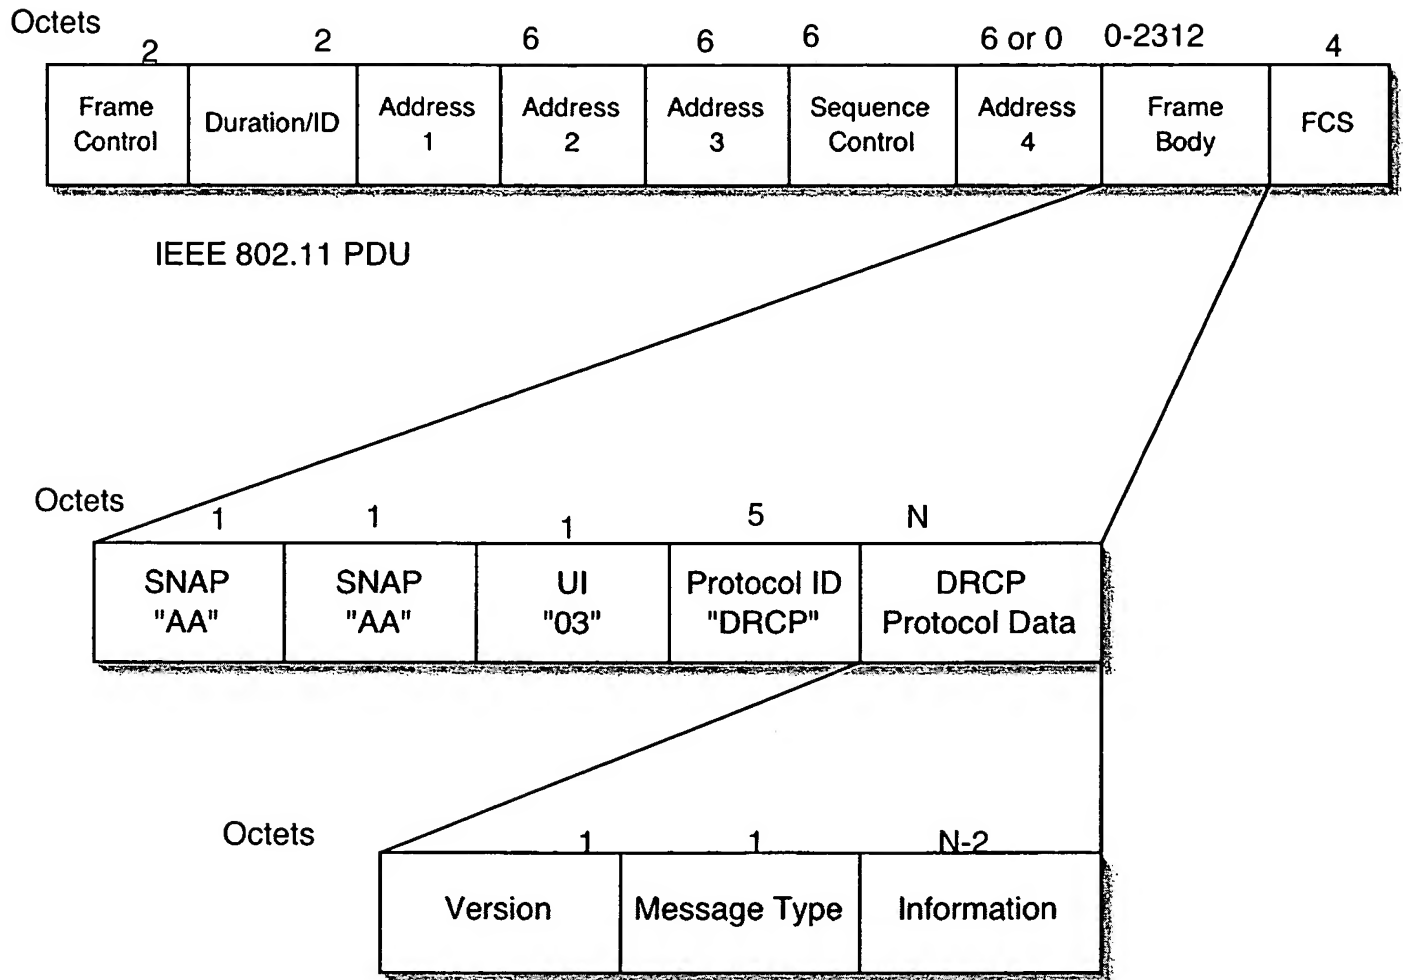 Octets
2 2 6 6 6 6 or 0 0-2312 4
Frame Control
Duration/ID
Address 1
Address 2
Address 3
Sequence Control
Address 4
Frame Body
FCS
IEEE 802.11 PDU
Octets
1 1 1 5 N
SNAP "AA"
SNAP "AA"
UI "03"
Protocol ID "DRCP"
DRCP Protocol Data
Octets
1 1 N-2
Version
Message Type
Information